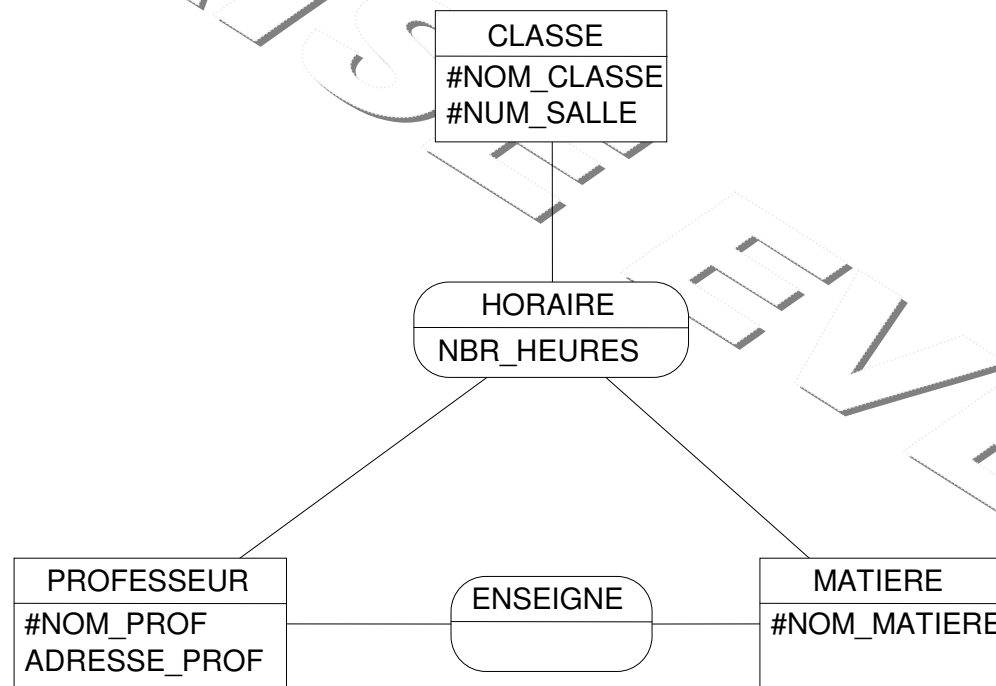 CLASSE
#NOM_CLASSE
#NUM_SALLE
HORAIRE
NBR_HEURES
PROFESSEUR
#NOM_PROF
ADRESSE_PROF
ENSEIGNE
MATIERE
#NOM_MATIERE